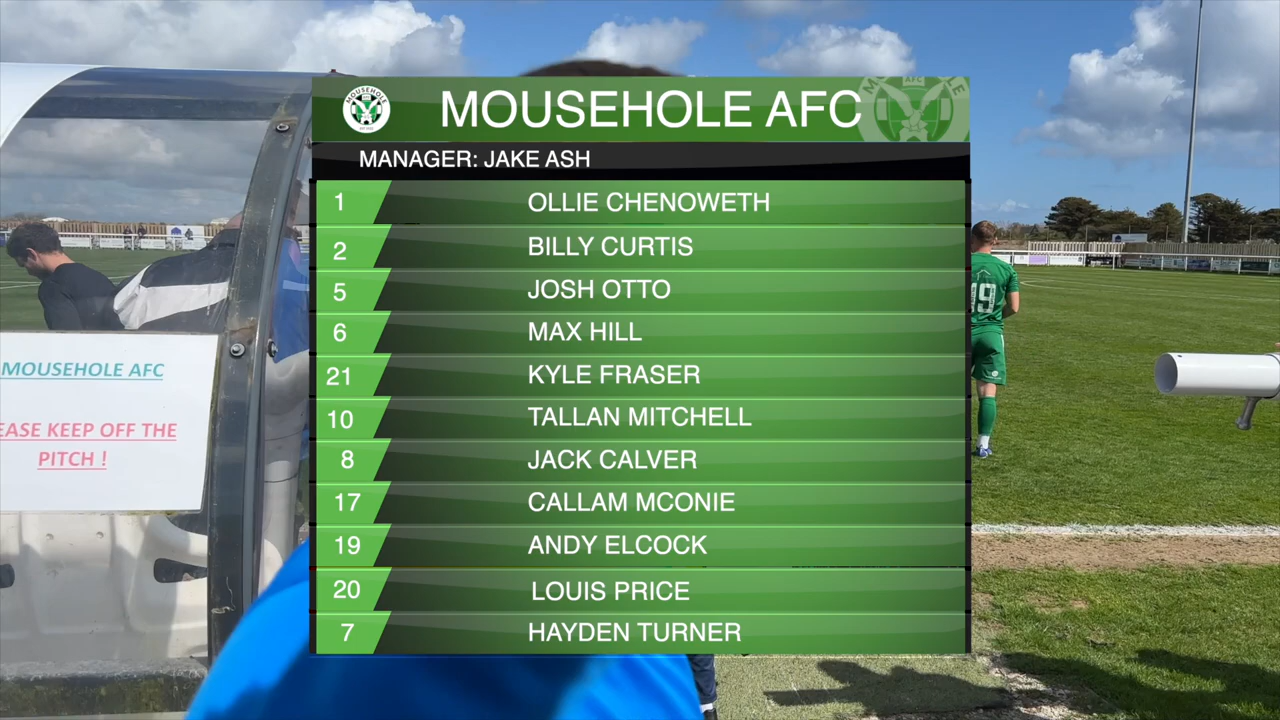 MOUSEHOLE AFC
MANAGER: JAKE ASH
1 OLLIE CHENOWETH
2 BILLY CURTIS
5 JOSH OTTO
6 MAX HILL
21 KYLE FRASER
10 TALLAN MITCHELL
8 JACK CALVER
17 CALLAM MCONIE
19 ANDY ELCOCK
20 LOUIS PRICE
7 HAYDEN TURNER
MOUSEHOLE AFC
EASE KEEP OFF THE
PITCH !
19
MOUSEHOLE
AFC